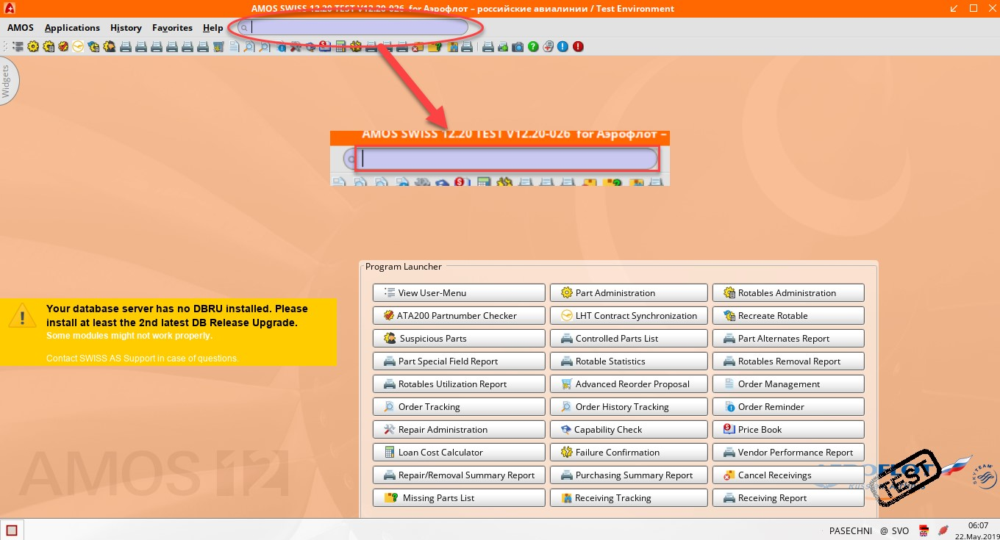 AMOS SWISS 12.20 TEST V12.20-026 for Аэрофлот – российские авиалинии / Test Environment
AMOS Applications History Favorites Help
Widgets
AMOS SWISS 12.20 TEST V12.20-026 for Аэрофлот –
Program Launcher
View User-Menu Part Administration Rotables Administration
ATA200 Partnumber Checker LHT Contract Synchronization Recreate Rotable
Suspicious Parts Controlled Parts List Part Alternates Report
Part Special Field Report Rotable Statistics Rotables Removal Report
Rotables Utilization Report Advanced Reorder Proposal Order Management
Order Tracking Order History Tracking Order Reminder
Repair Administration Capability Check Price Book
Loan Cost Calculator Failure Confirmation Vendor Performance Report
Repair/Removal Summary Report Purchasing Summary Report Cancel Receivings
Missing Parts List Receiving Tracking Receiving Report
Your database server has no DBRU installed. Please
install at least the 2nd latest DB Release Upgrade.
Some modules might not work properly.
Contact SWISS AS Support in case of questions.
AMOS 12
TEST
SKYTEAM
PASECHNI @ SVO
06:07
22.May.2019